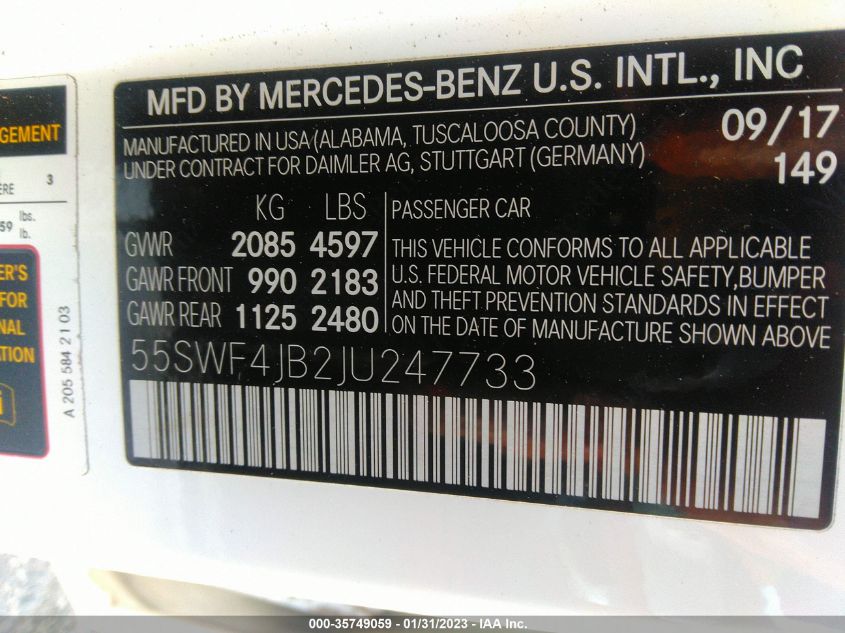 GEMENT
3
ERE
59 lbs.
lb.
ER'S
FOR
NAL
ATION
i
A 205 584 21 03
MFD BY MERCEDES-BENZ U.S. INTL., INC
MANUFACTURED IN USA (ALABAMA, TUSCALOOSA COUNTY) 09/17
UNDER CONTRACT FOR DAIMLER AG, STUTTGART (GERMANY) 149
KG LBS
GVWR 2085 4597
GAWR FRONT 990 2183
GAWR REAR 1125 2480
PASSENGER CAR
THIS VEHICLE CONFORMS TO ALL APPLICABLE
U.S. FEDERAL MOTOR VEHICLE SAFETY,BUMPER
AND THEFT PREVENTION STANDARDS IN EFFECT
ON THE DATE OF MANUFACTURE SHOWN ABOVE
55SWF4JB2JU247733
000-35749059 - 01/31/2023 - IAA Inc.